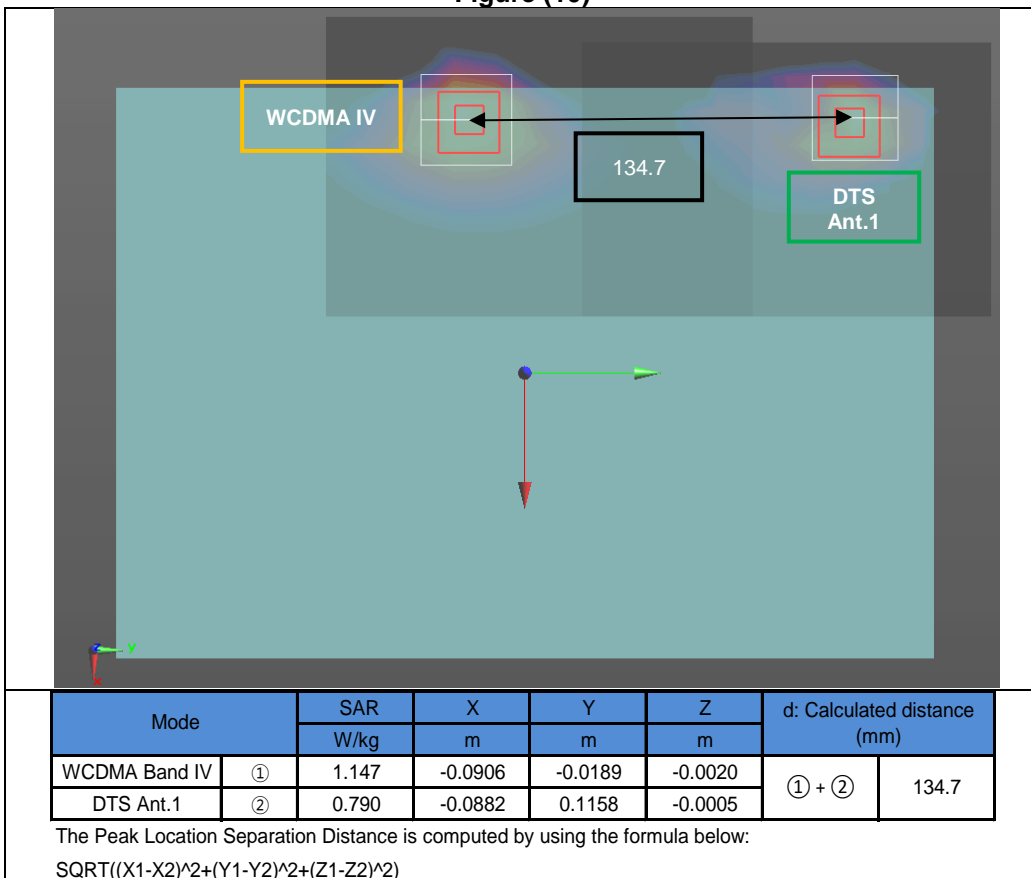 WCDMA IV
134.7
DTS
Ant.1
Z Y
X
Mode SAR X Y Z d: Calculated distance
(mm)
W/kg m m m
WCDMA Band IV ① 1.147 -0.0906 -0.0189 -0.0020 ① + ② 134.7
DTS Ant.1 ② 0.790 -0.0882 0.1158 -0.0005
The Peak Location Separation Distance is computed by using the formula below:
SQRT((X1-X2)^2+(Y1-Y2)^2+(Z1-Z2)^2)